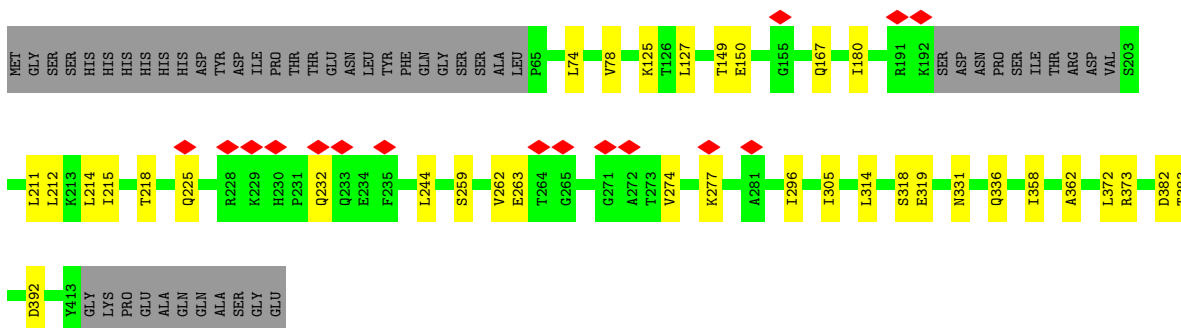 MET GLY SER SER HIS HIS HIS HIS HIS HIS ASP TYR ASP ILE PRO THR THR GLU ASN LEU TYR PHE GLN GLY SER SER ALA LEU P65 L74 V78 K125 T126 L127 T149 E150 G155 Q167 I180 R191 K192 SER ASP ASN PRO SER ILE THR ARG ASP VAL S203
L211 L212 K213 L214 I215 T218 Q225 R228 K229 H230 P231 Q232 Q233 E234 F235 L244 S259 V262 E263 T264 G265 G271 A272 T273 V274 K277 A281 I296 I305 L314 S318 E319 N331 Q336 I358 A362 L372 R373 D382
D392 Y413 GLY LYS PRO GLU ALA GLN GLN ALA SER GLY GLU